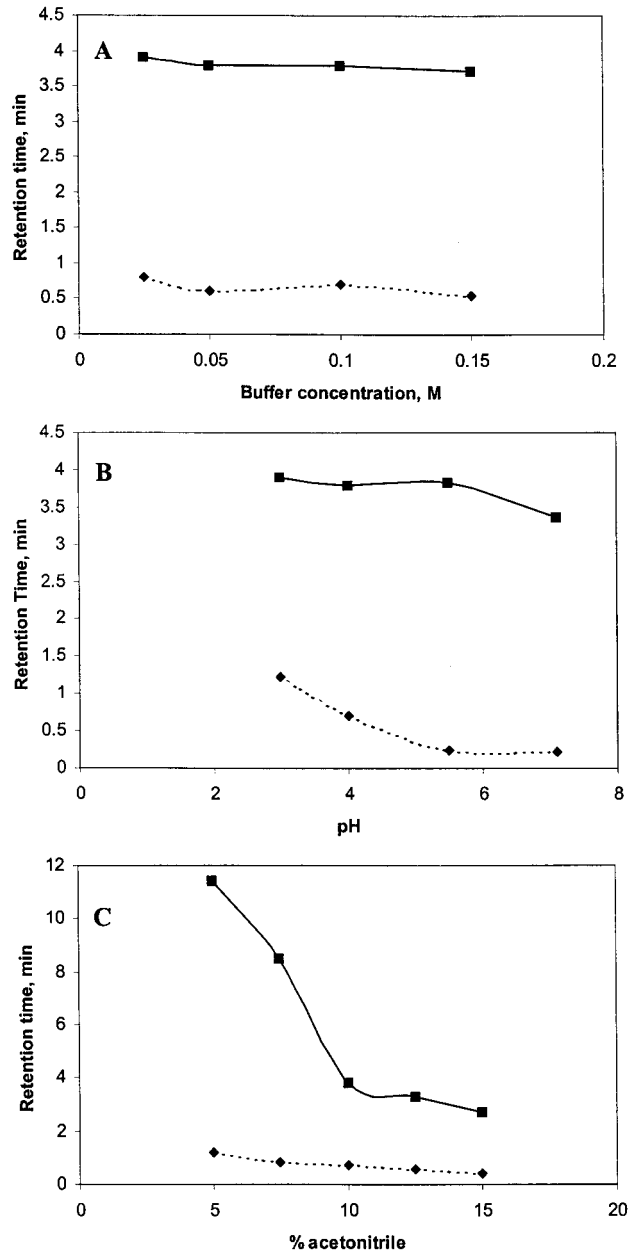 A
Retention time, min
4.5
4
3.5
3
2.5
2
1.5
1
0.5
0
0 0.05 0.1 0.15 0.2
Buffer concentration, M
B
Retention Time, min
4.5
4
3.5
3
2.5
2
1.5
1
0.5
0
0 2 4 6 8
pH
C
Retention time, min
12
10
8
6
4
2
0
0 5 10 15 20
% acetonitrile